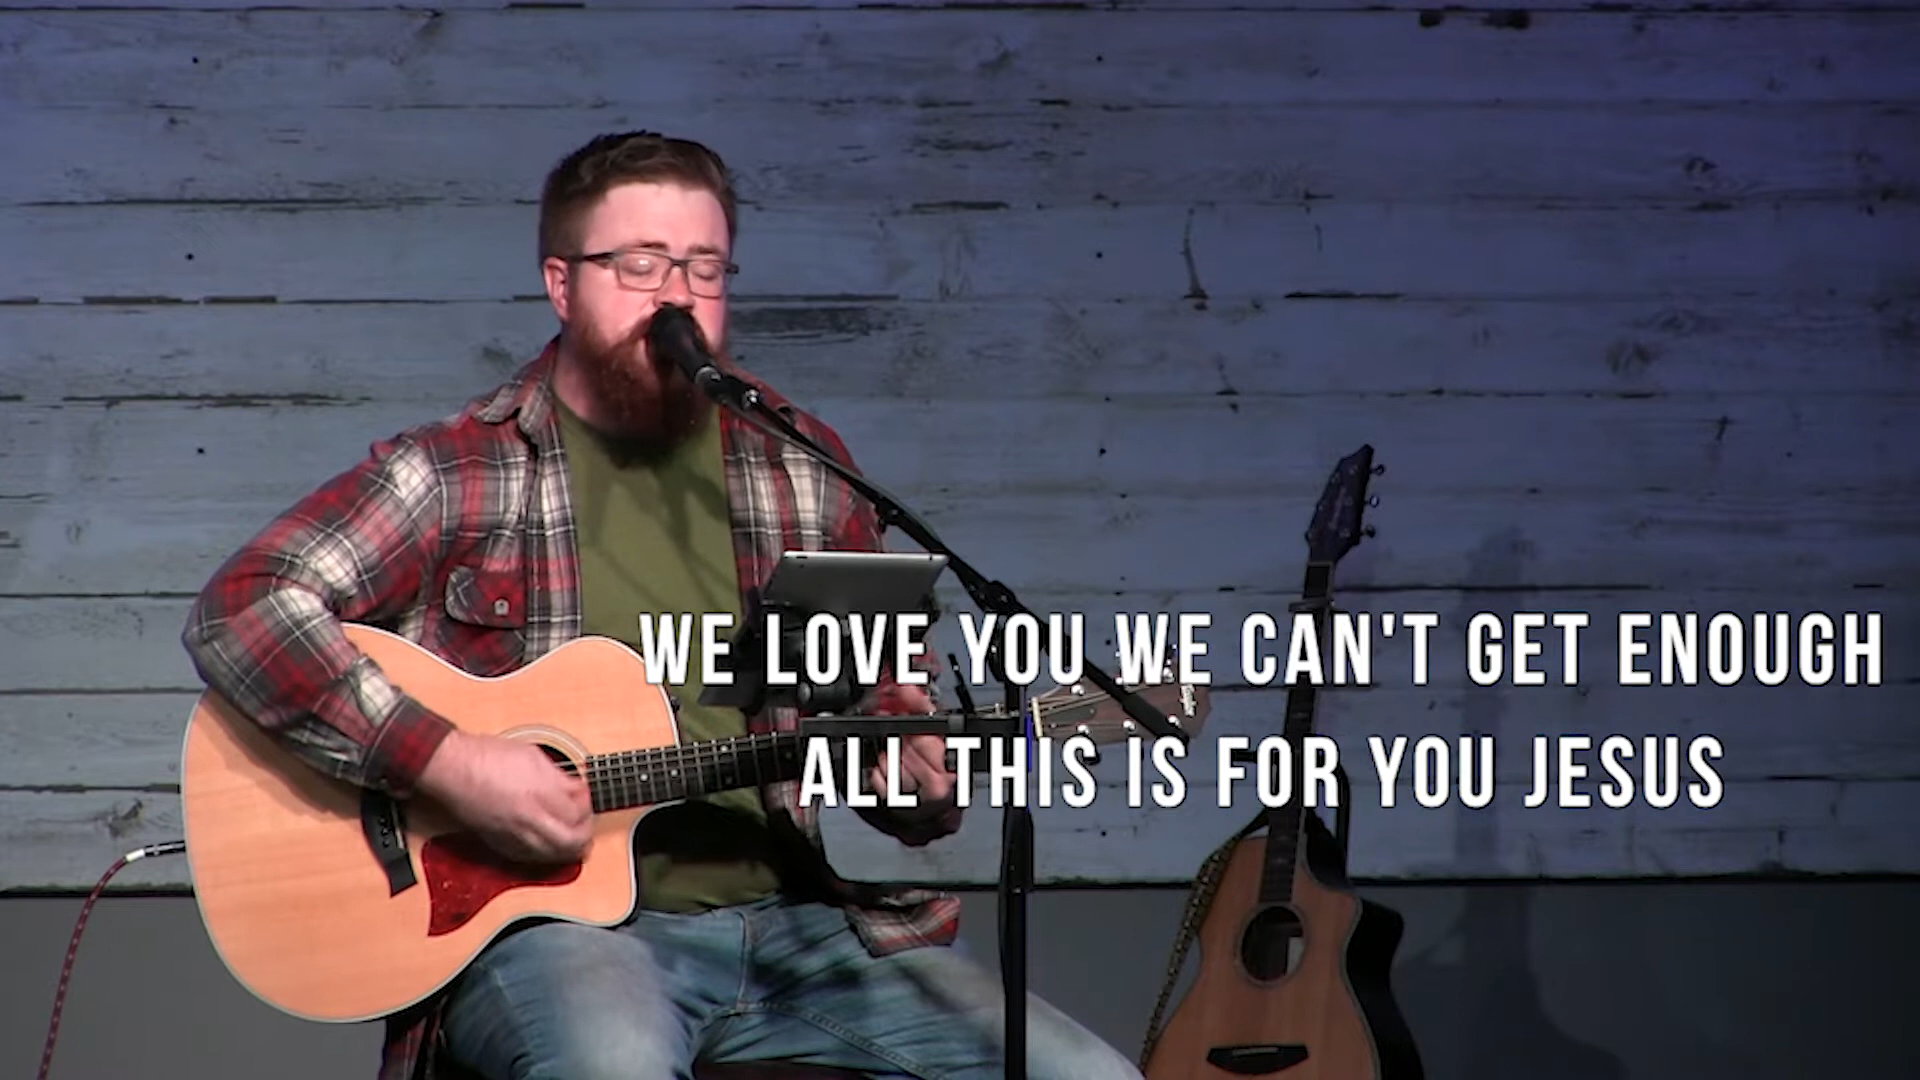 WE LOVE YOU WE CAN'T GET ENOUGH
ALL THIS IS FOR YOU JESUS